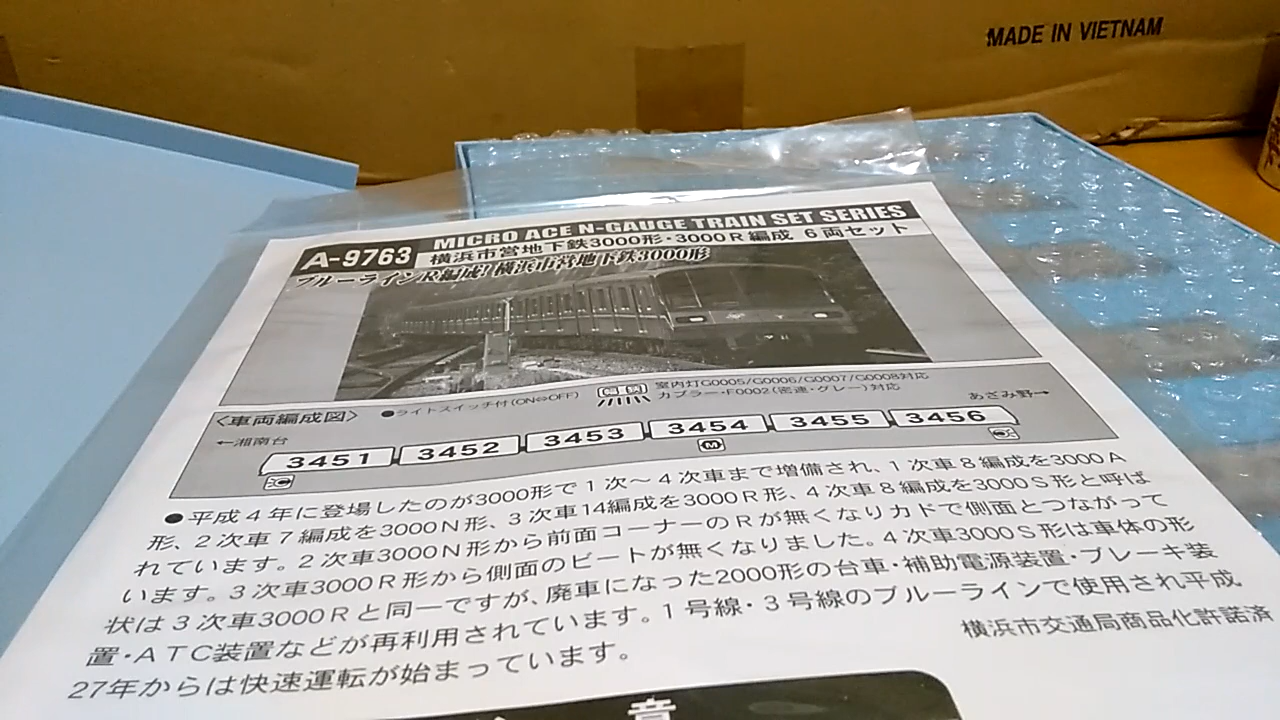 MADE IN VIETNAM
MICRO ACE N-GAUGE TRAIN SET SERIES
A-9763 横浜市営地下鉄3000形・3000R編成 6両セット
ブルーラインR編成! 横浜市営地下鉄3000形
〈車両編成図〉 ●ライトスイッチ付(ON⇔OFF) 室内灯G0005/G0006/G0007/G0008対応
カプラー・F0002(密連・グレー)対応
←湘南台 あざみ野→
3451 3452 3453 3454 3455 3456
M
●平成4年に登場したのが3000形で1次～4次車まで増備され、1次車8編成を3000A
形、2次車7編成を3000N形、3次車14編成を3000R形、4次車8編成を3000S形と呼ば
れています。2次車3000N形から前面コーナーのRが無くなりカドで側面とつながって
います。3次車3000R形から側面のビートが無くなりました。4次車3000S形は車体の形
状は3次車3000Rと同一ですが、廃車になった2000形の台車・補助電源装置・ブレーキ装
置・ATC装置などが再利用されています。1号線・3号線のブルーラインで使用され平成
27年からは快速運転が始まっています。
横浜市交通局商品化許諾済
意